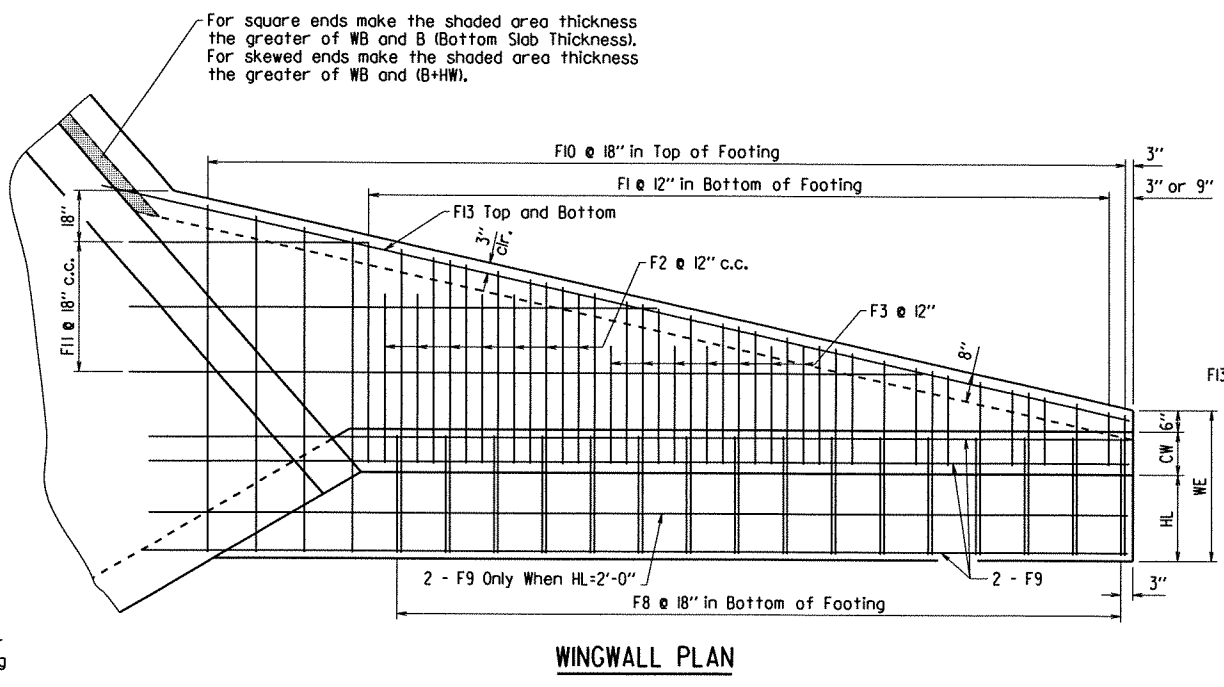 For square ends make the shaded area thickness
the greater of WB and B (Bottom Slab Thickness).
For skewed ends make the shaded area thickness
the greater of WB and (B+HW).
F10 @ 18" in Top of Footing
3"
F1 @ 12" in Bottom of Footing
3" or 9"
F13 Top and Bottom
18"
3"
clr.
F2 @ 12" c.c.
F11 @ 18" c.c.
F3 @ 12"
8"
F13
6"
CW
WE
HL
2 - F9 Only When HL=2'-0"
2 - F9
3"
F8 @ 18" in Bottom of Footing
WINGWALL PLAN
g